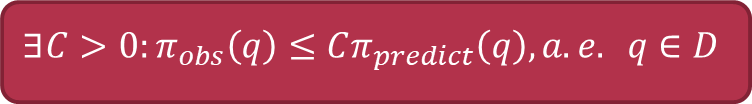 ∃C > 0: π_obs(q) ≤ Cπ_predict(q), a.e. q ∈ D